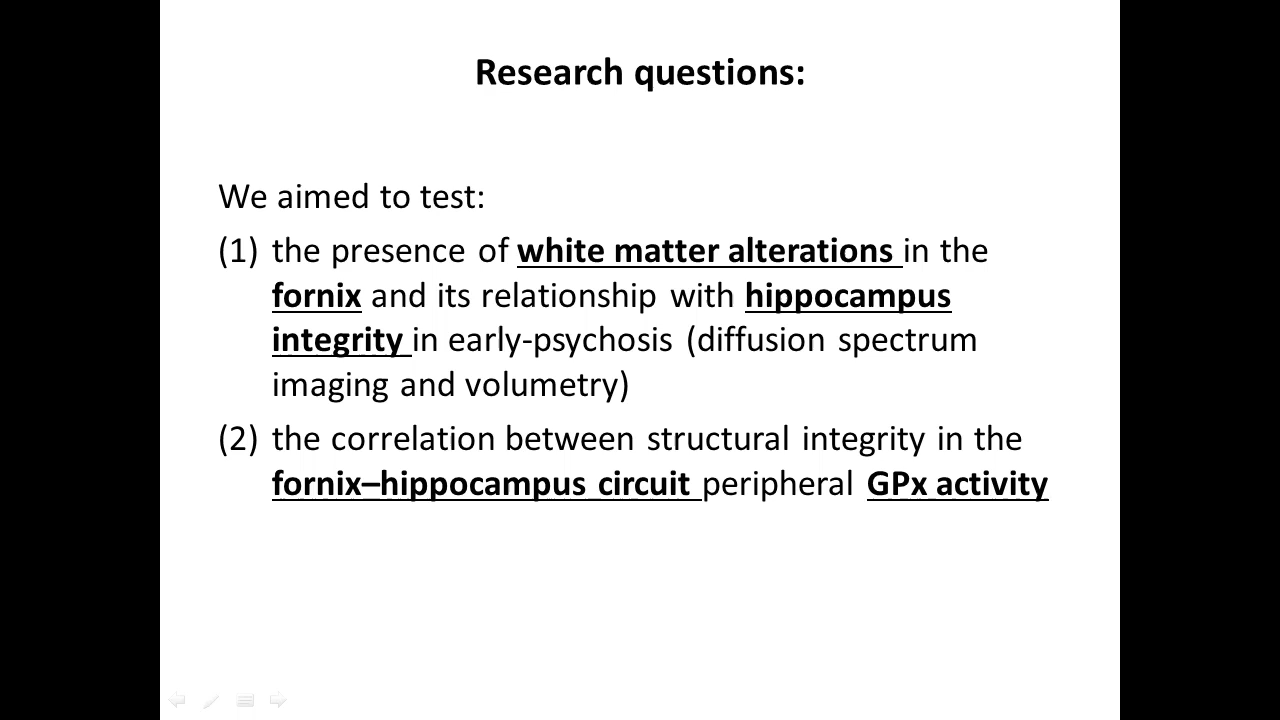 Research questions:
We aimed to test:
(1) the presence of white matter alterations in the
fornix and its relationship with hippocampus
integrity in early-psychosis (diffusion spectrum
imaging and volumetry)
(2) the correlation between structural integrity in the
fornix–hippocampus circuit peripheral GPx activity